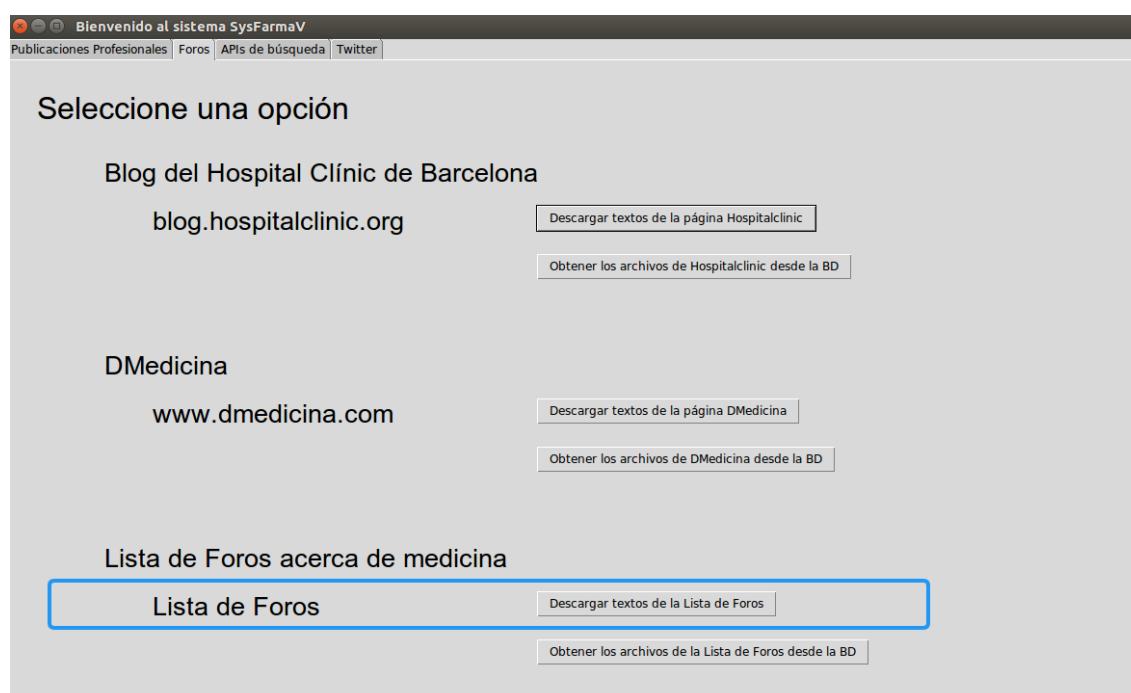 Bienvenido al sistema SysFarmaV
Publicaciones Profesionales Foros APIs de búsqueda Twitter
Seleccione una opción
Blog del Hospital Clínic de Barcelona
blog.hospitalclinic.org Descargar textos de la página Hospitalclinic
Obtener los archivos de Hospitalclinic desde la BD
DMedicina
www.dmedicina.com Descargar textos de la página DMedicina
Obtener los archivos de DMedicina desde la BD
Lista de Foros acerca de medicina
Lista de Foros Descargar textos de la Lista de Foros
Obtener los archivos de la Lista de Foros desde la BD